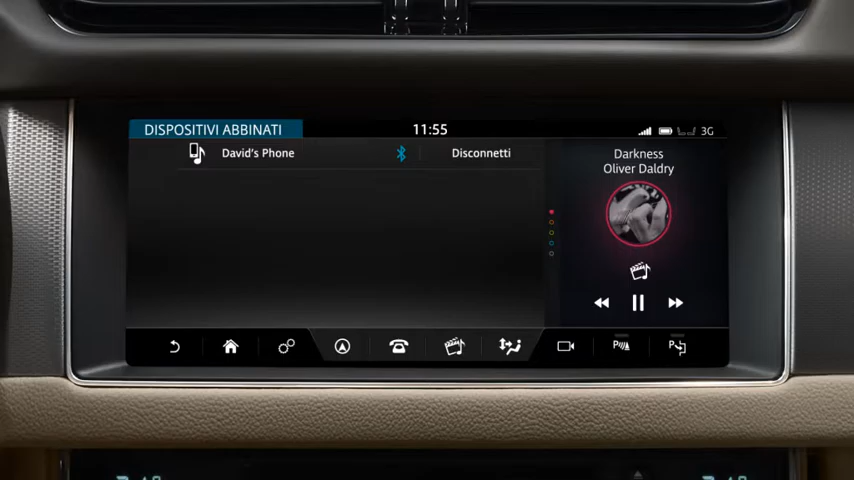 DISPOSITIVI ABBINATI
11:55
3G
David's Phone
Disconnetti
Darkness
Oliver Daldry
P
P